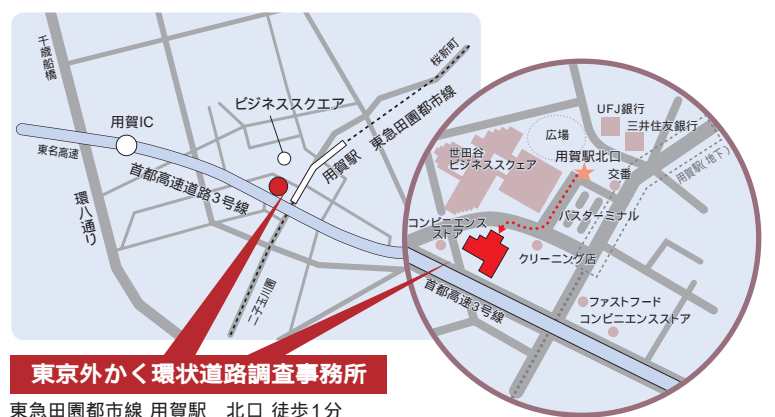 千歳船橋
桜新町
用賀IC
ビジネススクエア
東急田園都市線
東名高速
用賀駅
首都高速道路3号線
環八通り
二子玉川園
UFJ銀行
三井住友銀行
広場
世田谷
ビジネススクェア
用賀駅北口
交番
用賀駅(地下)
バスターミナル
コンビニエンス
ストア
クリーニング店
首都高速3号線
ファストフード
コンビニエンスストア
東京外かく環状道路調査事務所
東急田園都市線 用賀駅　北口 徒歩1分